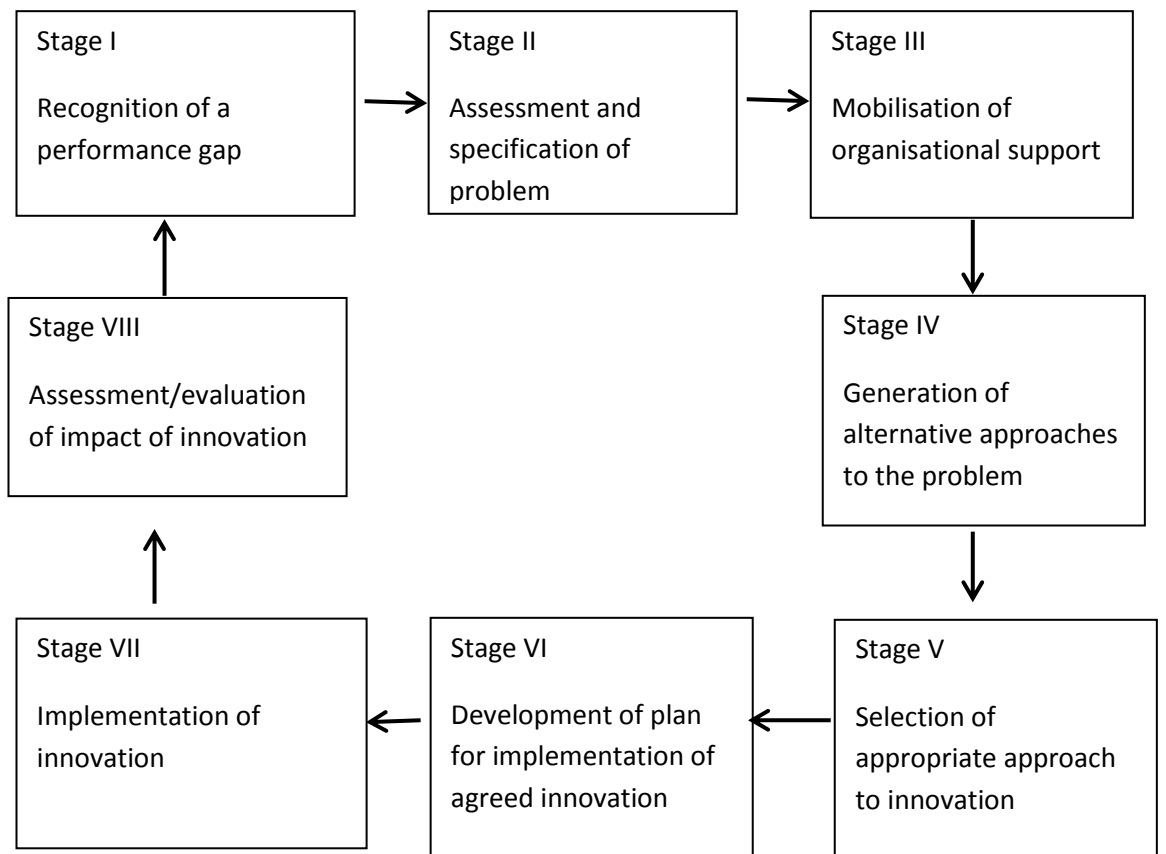 Stage I
Recognition of a
performance gap
Stage II
Assessment and
specification of
problem
Stage III
Mobilisation of
organisational support
Stage IV
Generation of
alternative approaches
to the problem
Stage V
Selection of
appropriate approach
to innovation
Stage VI
Development of plan
for implementation of
agreed innovation
Stage VII
Implementation of
innovation
Stage VIII
Assessment/evaluation
of impact of innovation